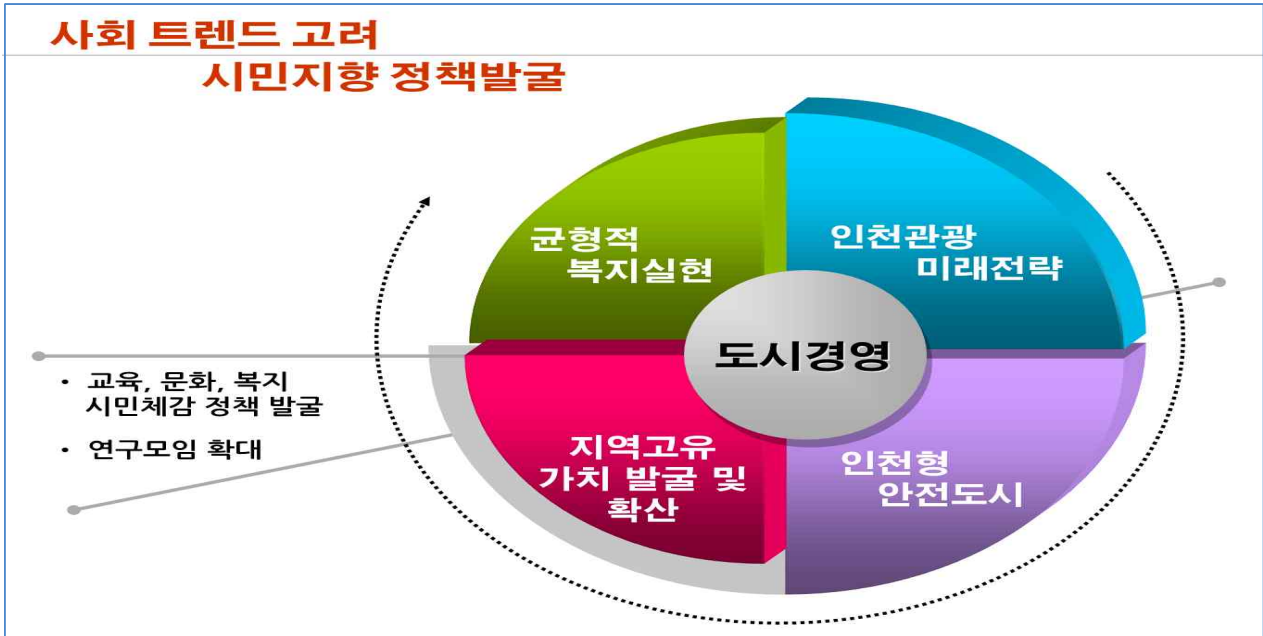 사회 트렌드 고려
시민지향 정책발굴
균형적
복지실현
인천관광
미래전략
도시경영
• 교육, 문화, 복지
시민체감 정책 발굴
• 연구모임 확대
지역고유
가치 발굴 및
확산
인천형
안전도시